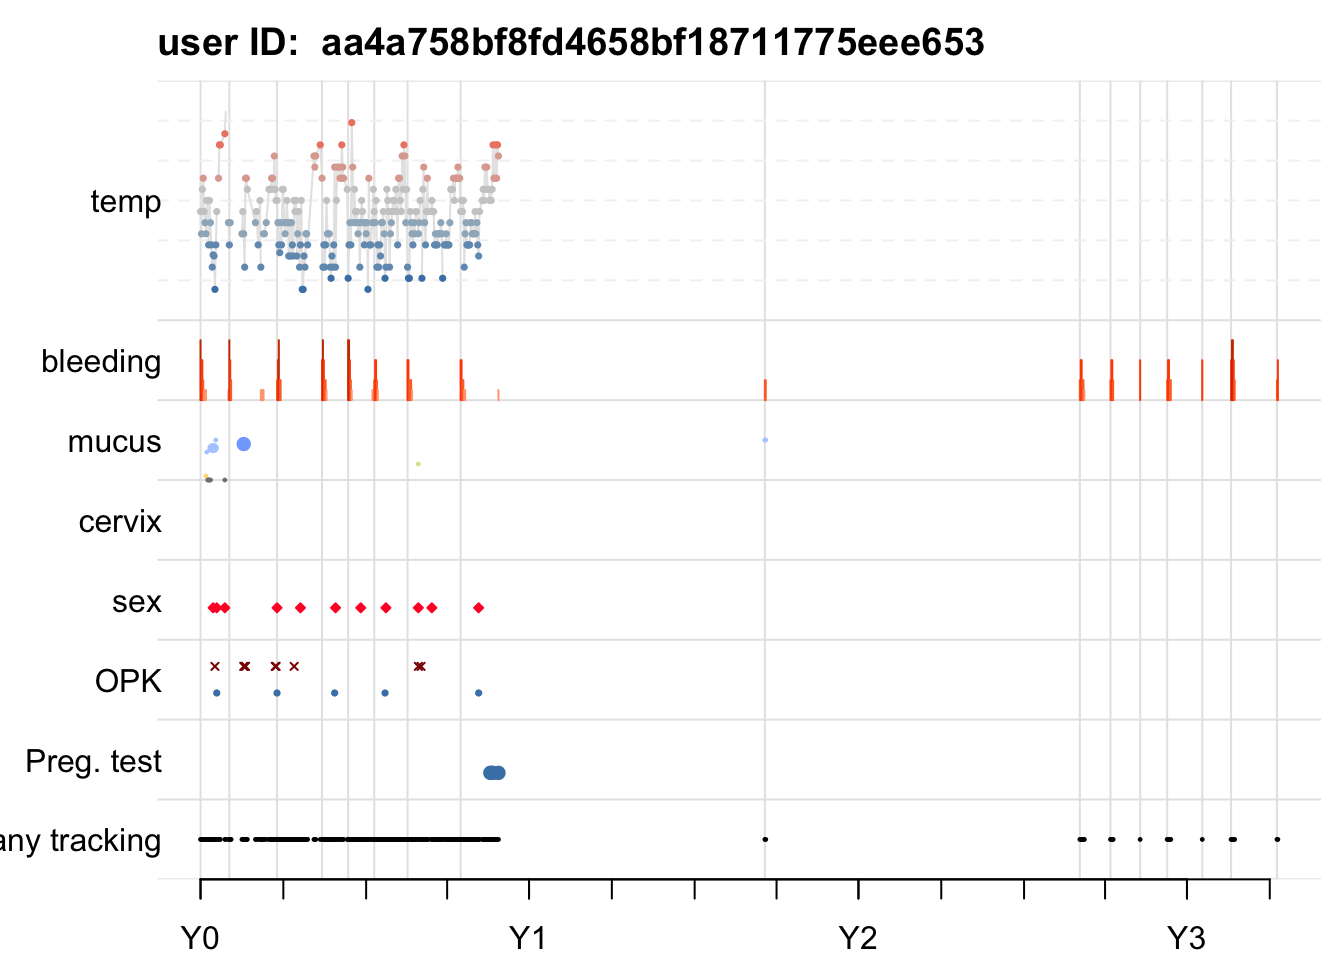 user ID:  aa4a758bf8fd4658bf18711775eee653
temp
bleeding
mucus
cervix
sex
OPK
Preg. test
any tracking
Y0 Y1 Y2 Y3